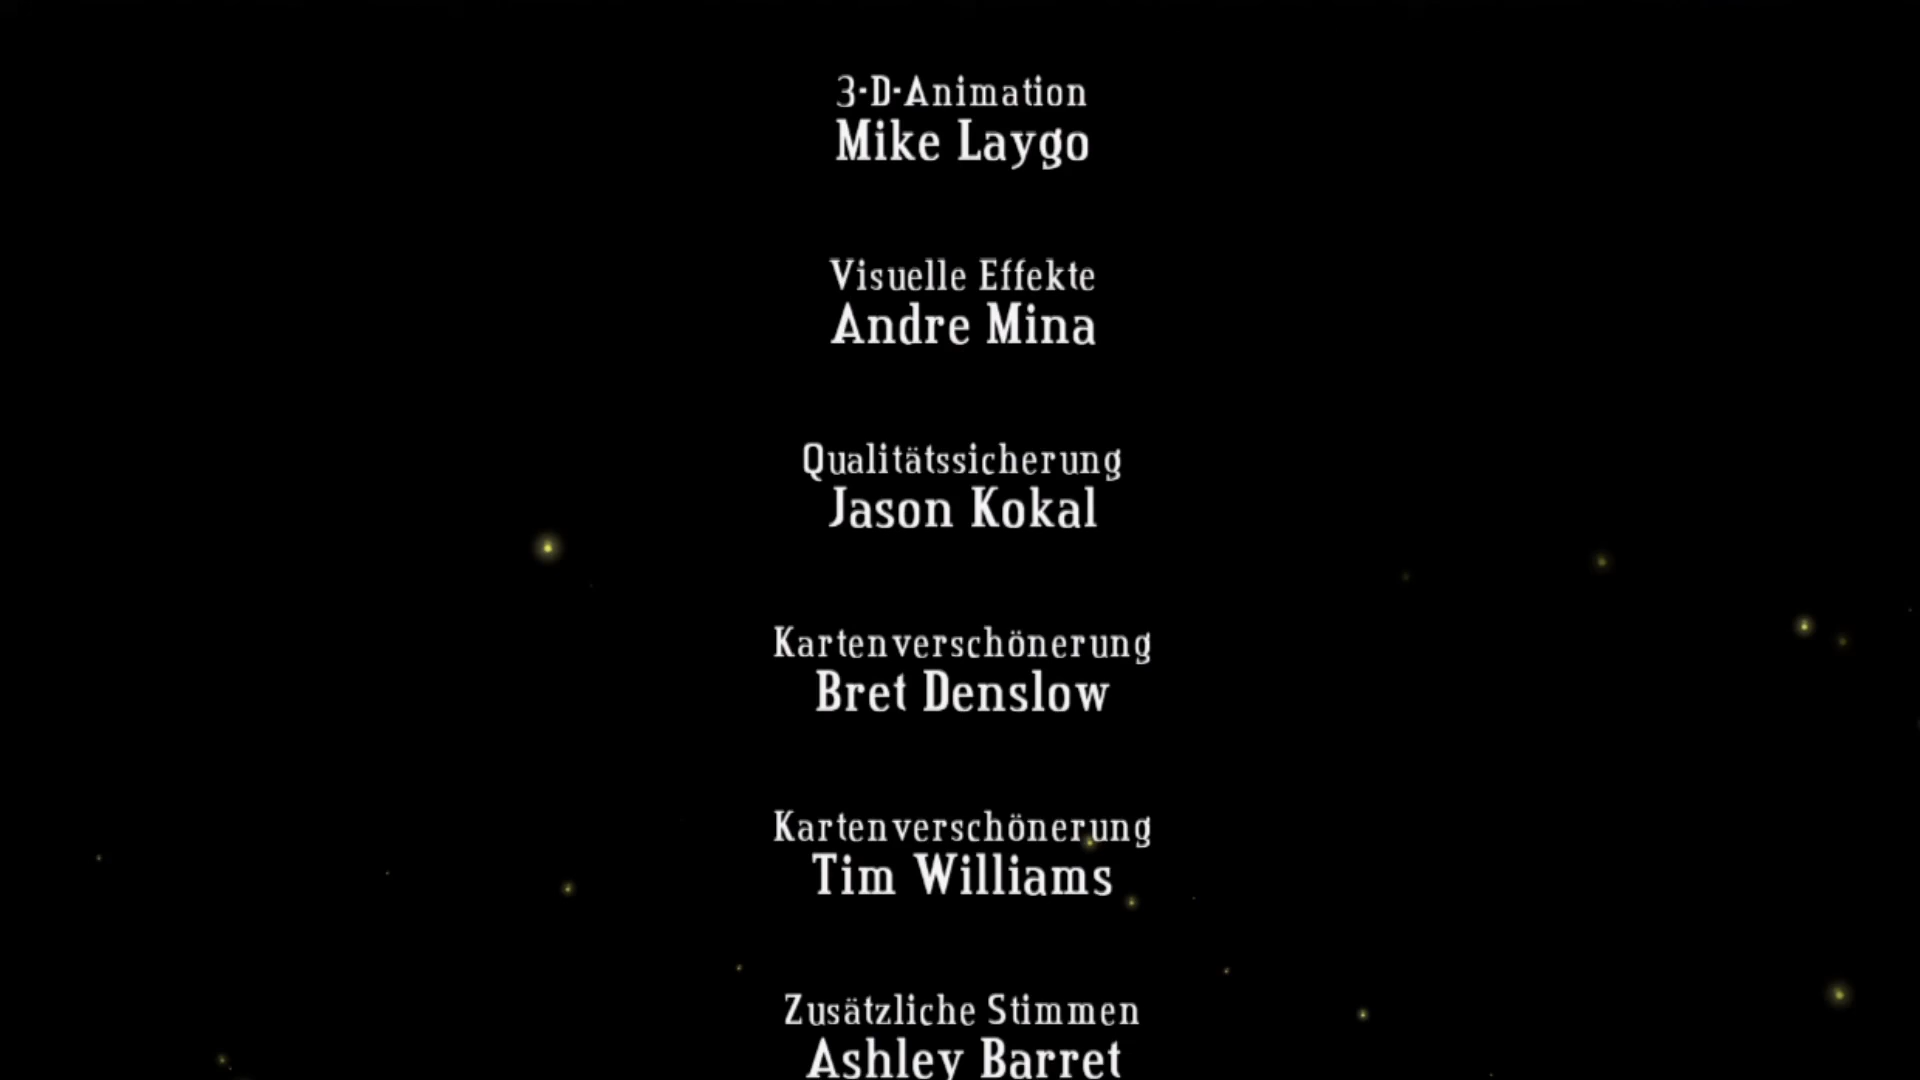 3-D-Animation
Mike Laygo
Visuelle Effekte
Andre Mina
Qualitätssicherung
Jason Kokal
Kartenverschönerung
Bret Denslow
Kartenverschönerung
Tim Williams
Zusätzliche Stimmen
Ashley Barret